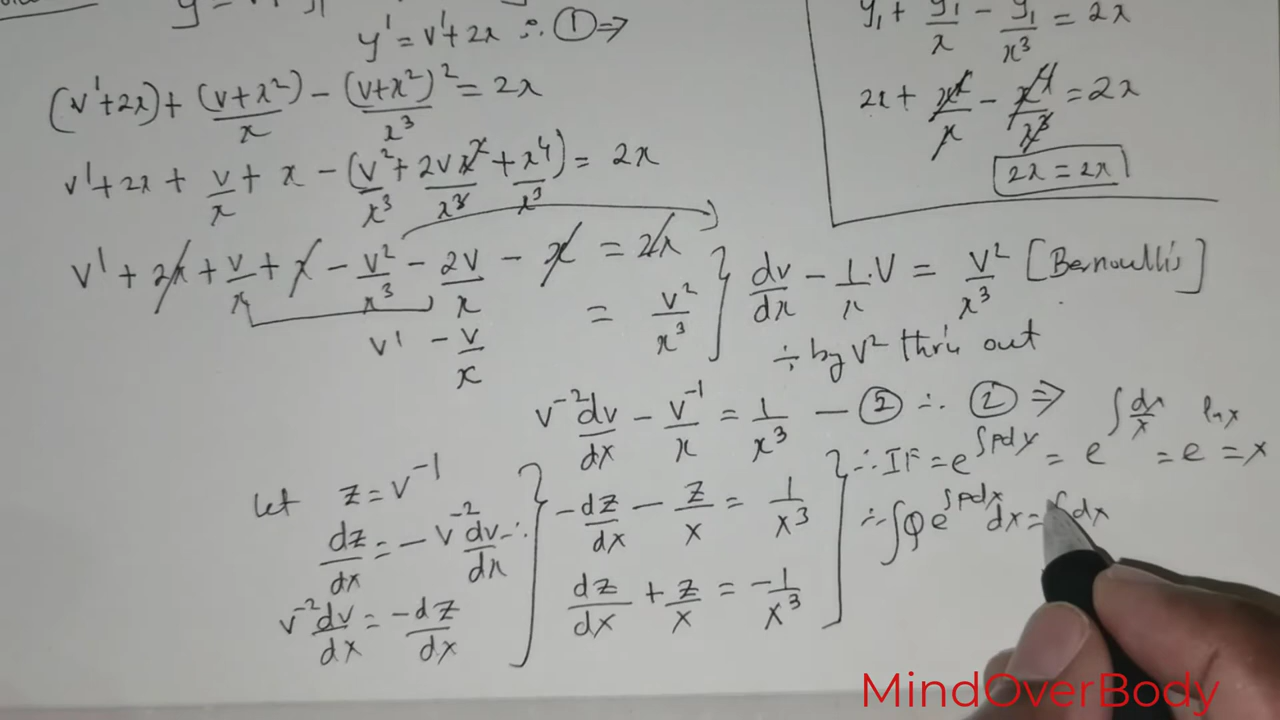 y' = v' + 2x ∴ ① ⇒
(v' + 2x) + (v + x²)/x − (v + x²)²/x³ = 2x
v' + 2x + v/x + x − (v²/x³ + 2vx²/x³ + x⁴/x³) = 2x
v' + 2x + v/x + x − v²/x³ − 2v/x − x = 2x
v' − v/x = v²/x³
y₁ + y₁/x − y₁/x³ = 2x
2x + x²/x − x⁴/x³ = 2x
2x = 2x
dv/dx − 1/x · v = v²/x³ [Bernoulli's]
÷ by v² thru out
v⁻² dv/dx − v⁻¹/x = 1/x³ — ② ∴ ② ⇒
let z = v⁻¹
dz/dx = − v⁻² dv/dx ∴
v⁻² dv/dx = −dz/dx
−dz/dx − z/x = 1/x³
dz/dx + z/x = −1/x³
∴ IF = e^∫pdx = e^∫dx/x = e^lnx = x
∴ ∫Q e^∫pdx dx = ∫ dx
MindOverBody